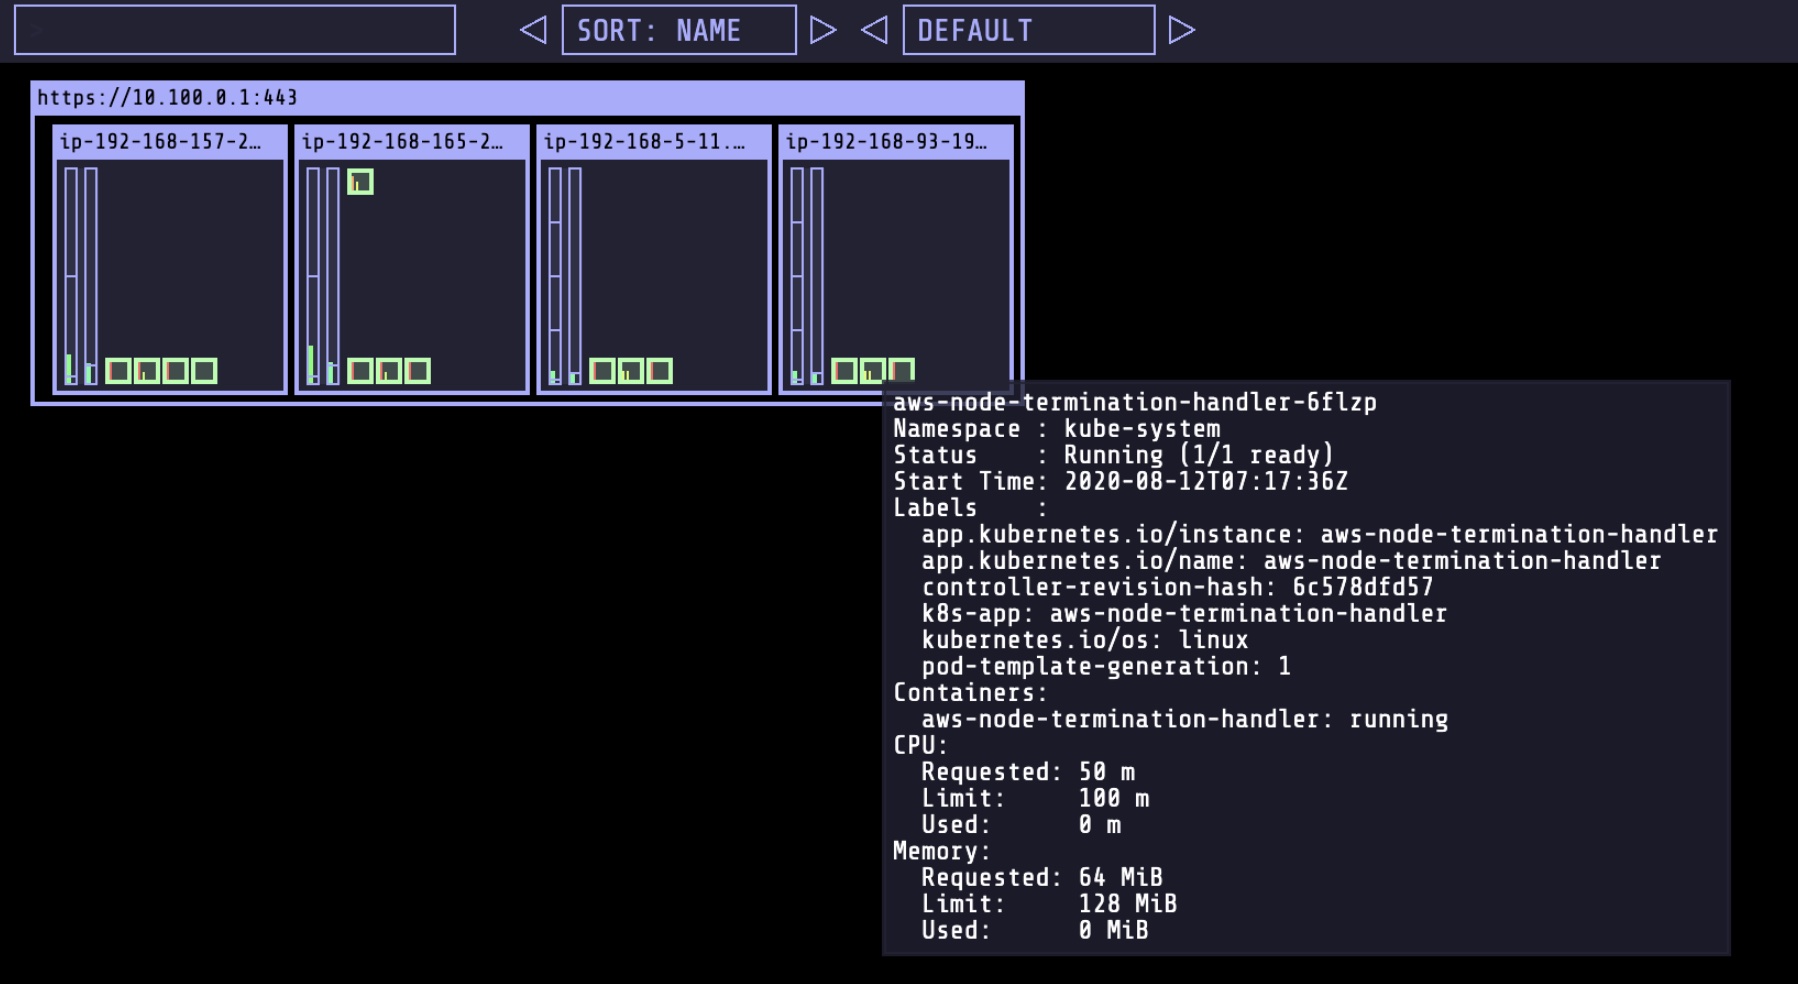 >
SORT: NAME
DEFAULT
https://10.100.0.1:443
ip-192-168-157-2…
ip-192-168-165-2…
ip-192-168-5-11.…
ip-192-168-93-19…
aws-node-termination-handler-6flzp
Namespace : kube-system
Status    : Running (1/1 ready)
Start Time: 2020-08-12T07:17:36Z
Labels    :
  app.kubernetes.io/instance: aws-node-termination-handler
  app.kubernetes.io/name: aws-node-termination-handler
  controller-revision-hash: 6c578dfd57
  k8s-app: aws-node-termination-handler
  kubernetes.io/os: linux
  pod-template-generation: 1
Containers:
  aws-node-termination-handler: running
CPU:
  Requested: 50 m
  Limit:     100 m
  Used:      0 m
Memory:
  Requested: 64 MiB
  Limit:     128 MiB
  Used:      0 MiB